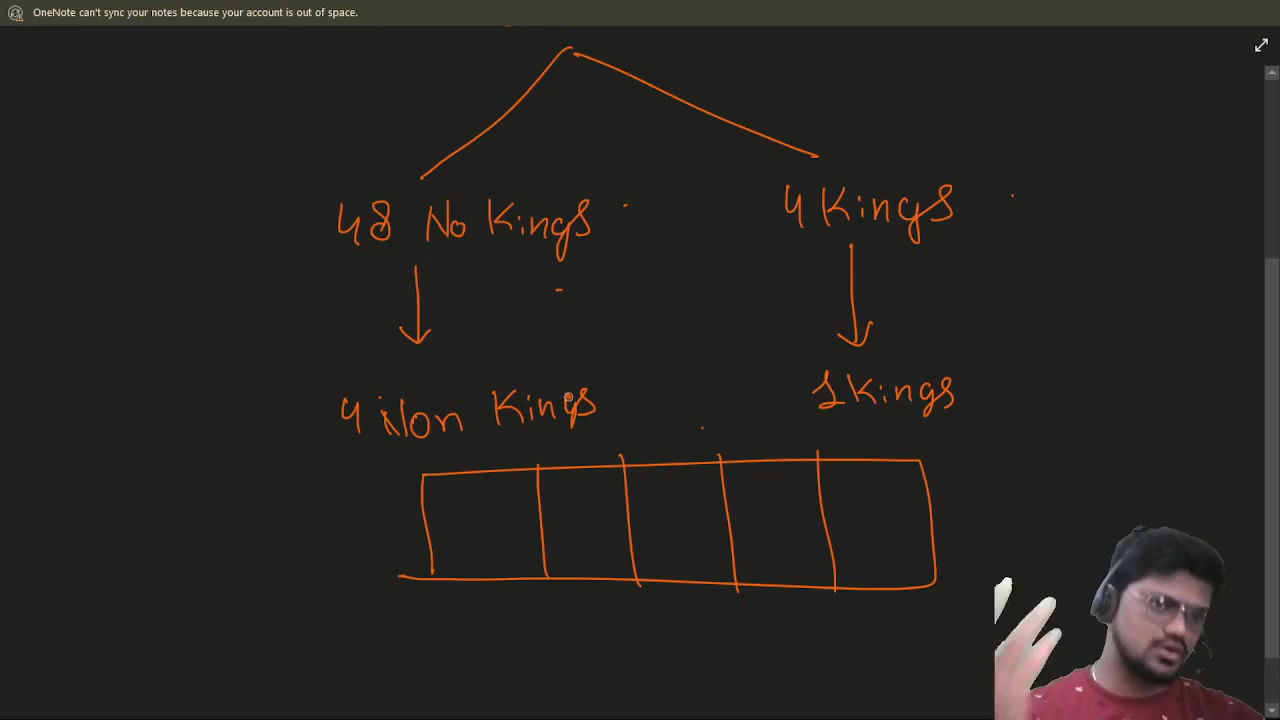 OneNote can't sync your notes because your account is out of space.
48 No Kings
4 Kings
4 Non Kings
1 Kings